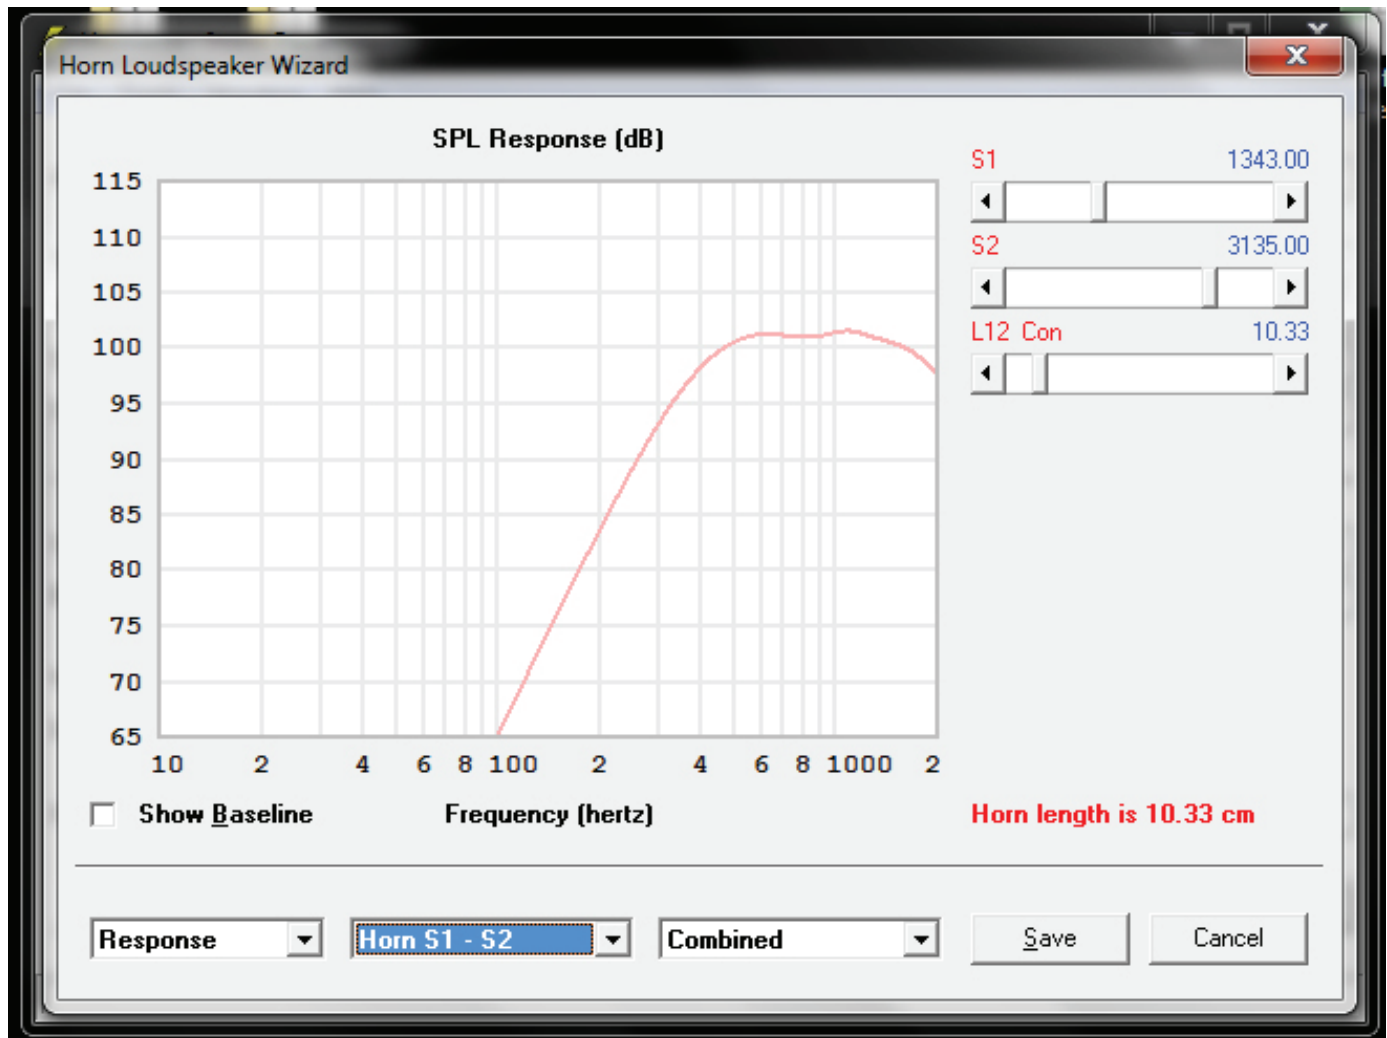 Horn Loudspeaker Wizard
SPL Response (dB)
115
110
105
100
95
90
85
80
75
70
65
10 2 4 6 8 100 2 4 6 8 1000 2
Show Baseline
Frequency (hertz)
S1 1343.00
S2 3135.00
L12 Con 10.33
Horn length is 10.33 cm
Response
Horn S1 - S2
Combined
Save
Cancel